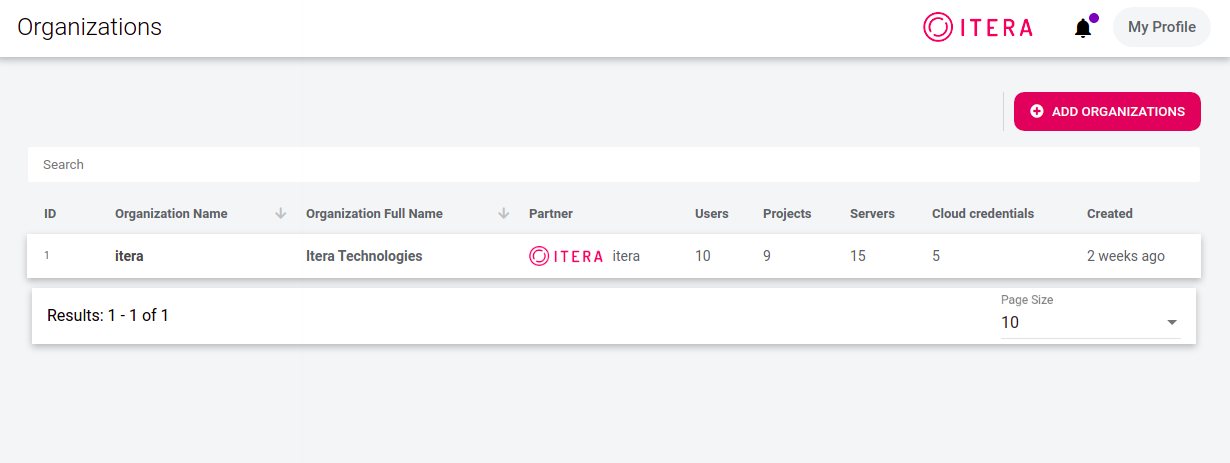 Organizations
ITERA
My Profile
ADD ORGANIZATIONS
Search
ID Organization Name Organization Full Name Partner Users Projects Servers Cloud credentials Created
1 itera Itera Technologies ITERA itera 10 9 15 5 2 weeks ago
Results: 1 - 1 of 1
Page Size
10